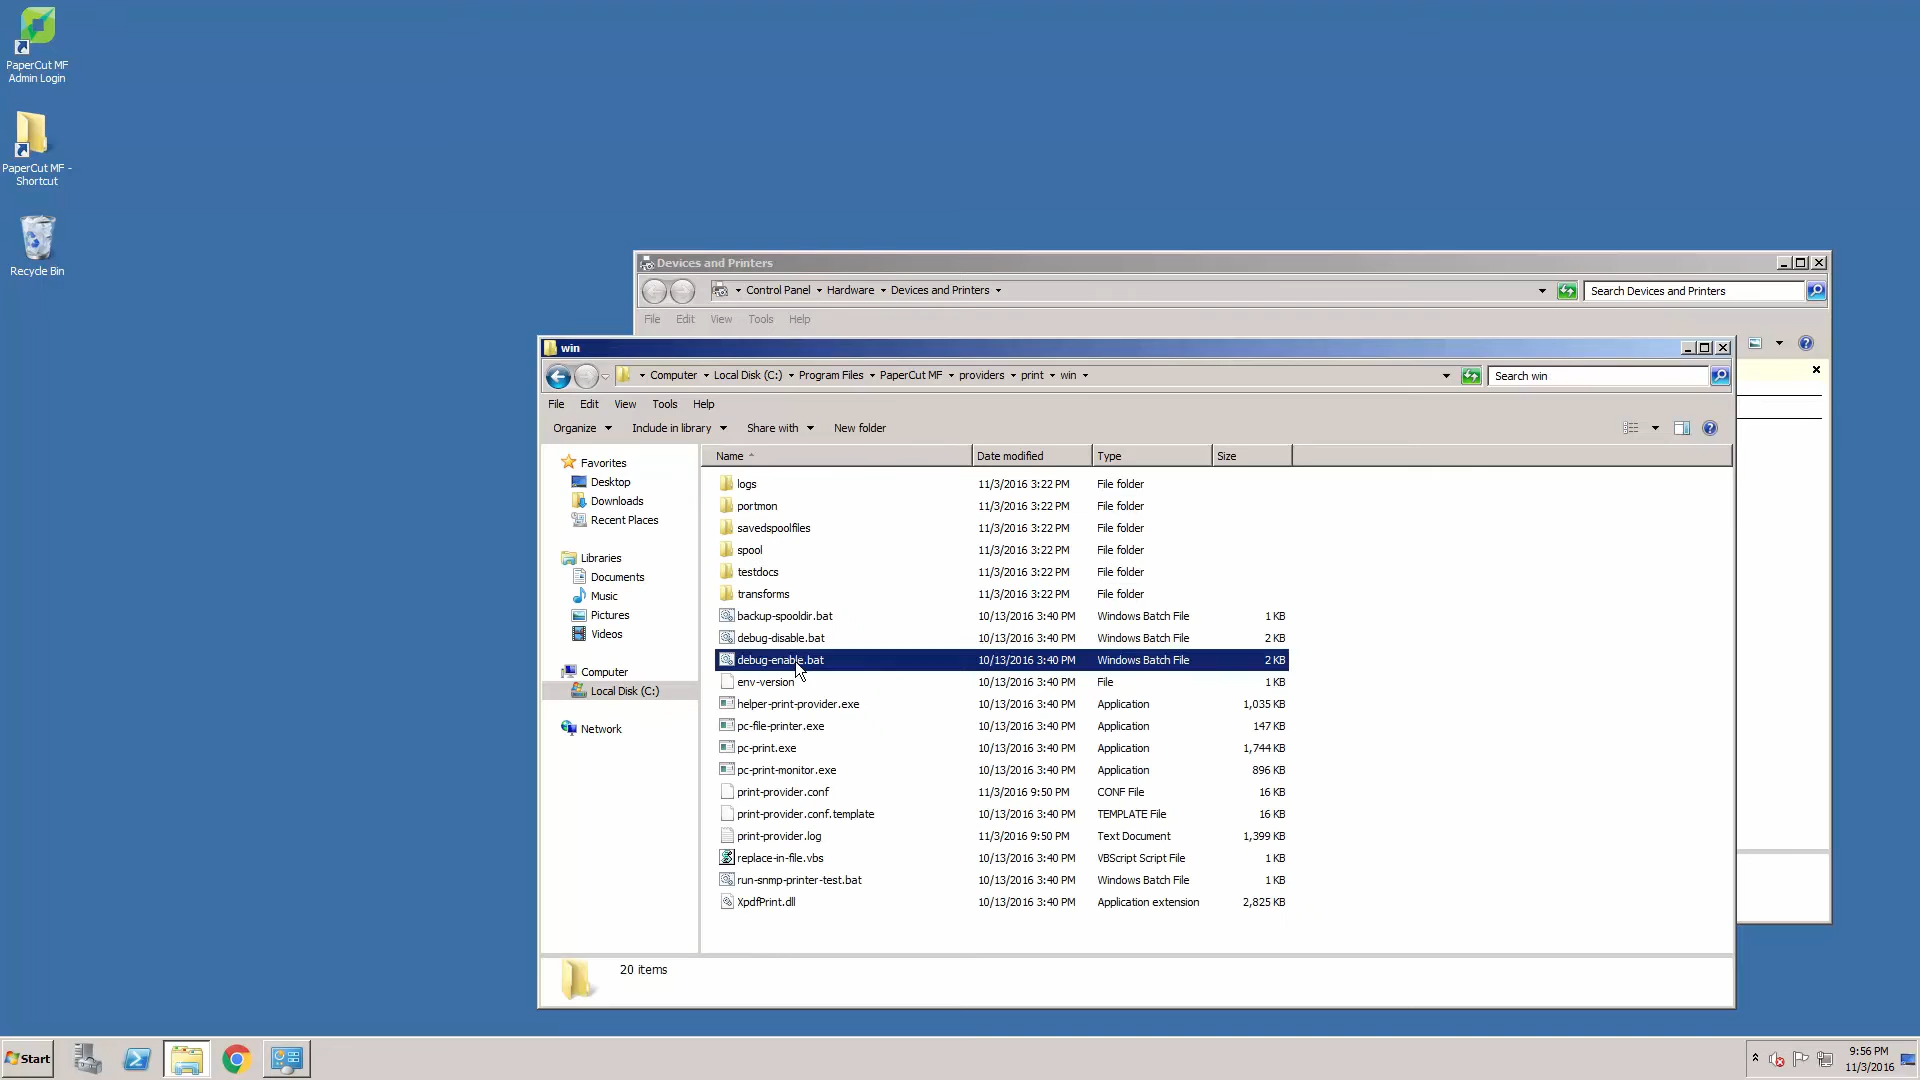 PaperCut MF
Admin Login
PaperCut MF -
Shortcut
Recycle Bin
Devices and Printers
Control Panel Hardware Devices and Printers
Search Devices and Printers
File Edit View Tools Help
win
Computer Local Disk (C:) Program Files PaperCut MF providers print win
Search win
File Edit View Tools Help
Organize Include in library Share with New folder
Favorites
Desktop
Downloads
Recent Places
Libraries
Documents
Music
Pictures
Videos
Computer
Local Disk (C:)
Network
Name Date modified Type Size
logs 11/3/2016 3:22 PM File folder
portmon 11/3/2016 3:22 PM File folder
savedspoolfiles 11/3/2016 3:22 PM File folder
spool 11/3/2016 3:22 PM File folder
testdocs 11/3/2016 3:22 PM File folder
transforms 11/3/2016 3:22 PM File folder
backup-spooldir.bat 10/13/2016 3:40 PM Windows Batch File 1 KB
debug-disable.bat 10/13/2016 3:40 PM Windows Batch File 2 KB
debug-enable.bat 10/13/2016 3:40 PM Windows Batch File 2 KB
env-version 10/13/2016 3:40 PM File 1 KB
helper-print-provider.exe 10/13/2016 3:40 PM Application 1,035 KB
pc-file-printer.exe 10/13/2016 3:40 PM Application 147 KB
pc-print.exe 10/13/2016 3:40 PM Application 1,744 KB
pc-print-monitor.exe 10/13/2016 3:40 PM Application 896 KB
print-provider.conf 11/3/2016 9:50 PM CONF File 16 KB
print-provider.conf.template 10/13/2016 3:40 PM TEMPLATE File 16 KB
print-provider.log 11/3/2016 9:50 PM Text Document 1,399 KB
replace-in-file.vbs 10/13/2016 3:40 PM VBScript Script File 1 KB
run-snmp-printer-test.bat 10/13/2016 3:40 PM Windows Batch File 1 KB
XpdfPrint.dll 10/13/2016 3:40 PM Application extension 2,825 KB
20 items
Start
9:56 PM
11/3/2016